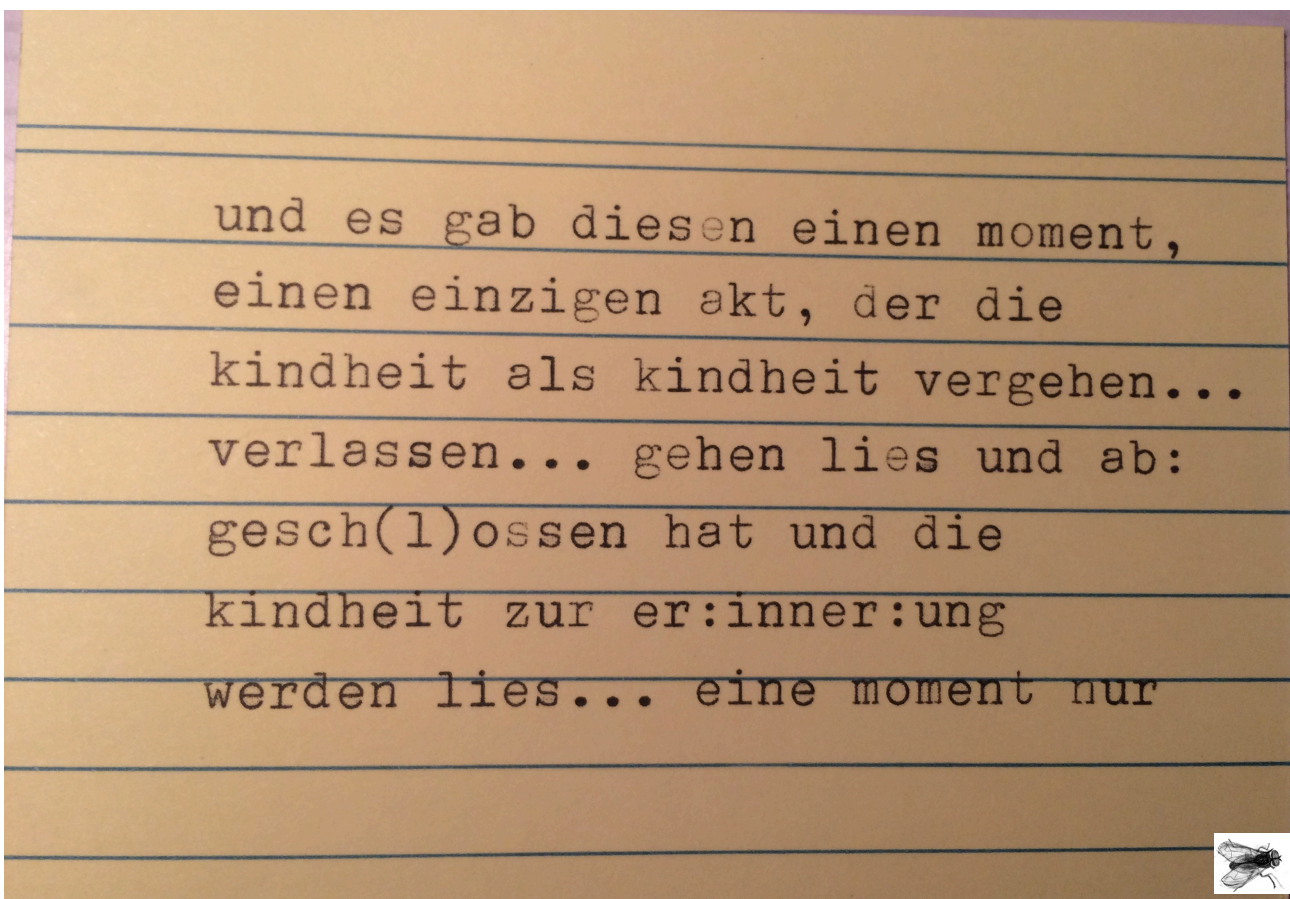 und es gab diesen einen moment,
einen einzigen akt, der die
kindheit als kindheit vergehen...
verlassen... gehen lies und ab:
gesch(l)ossen hat und die
kindheit zur er:inner:ung
werden lies... eine moment nur